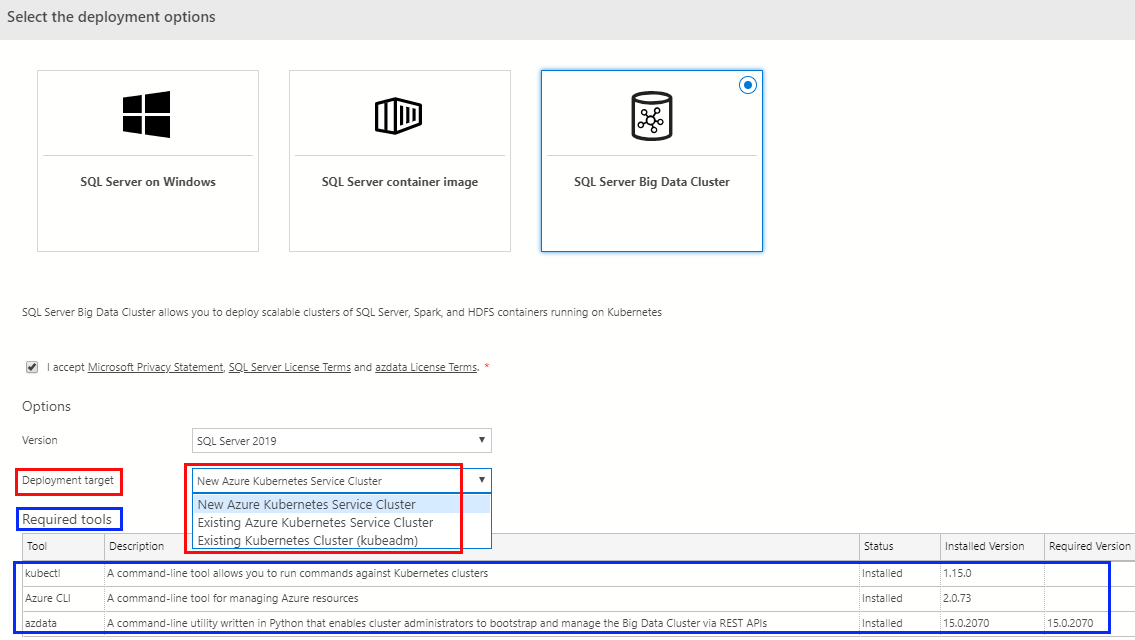 Select the deployment options
SQL Server on Windows
SQL Server container image
SQL Server Big Data Cluster
SQL Server Big Data Cluster allows you to deploy scalable clusters of SQL Server, Spark, and HDFS containers running on Kubernetes
I accept Microsoft Privacy Statement, SQL Server License Terms and azdata License Terms. *
Options
Version SQL Server 2019
Deployment target New Azure Kubernetes Service Cluster
New Azure Kubernetes Service Cluster
Existing Azure Kubernetes Service Cluster
Existing Kubernetes Cluster (kubeadm)
Required tools
Tool Description Status Installed Version Required Version
kubectl A command-line tool allows you to run commands against Kubernetes clusters Installed 1.15.0
Azure CLI A command-line tool for managing Azure resources Installed 2.0.73
azdata A command-line utility written in Python that enables cluster administrators to bootstrap and manage the Big Data Cluster via REST APIs Installed 15.0.2070 15.0.2070